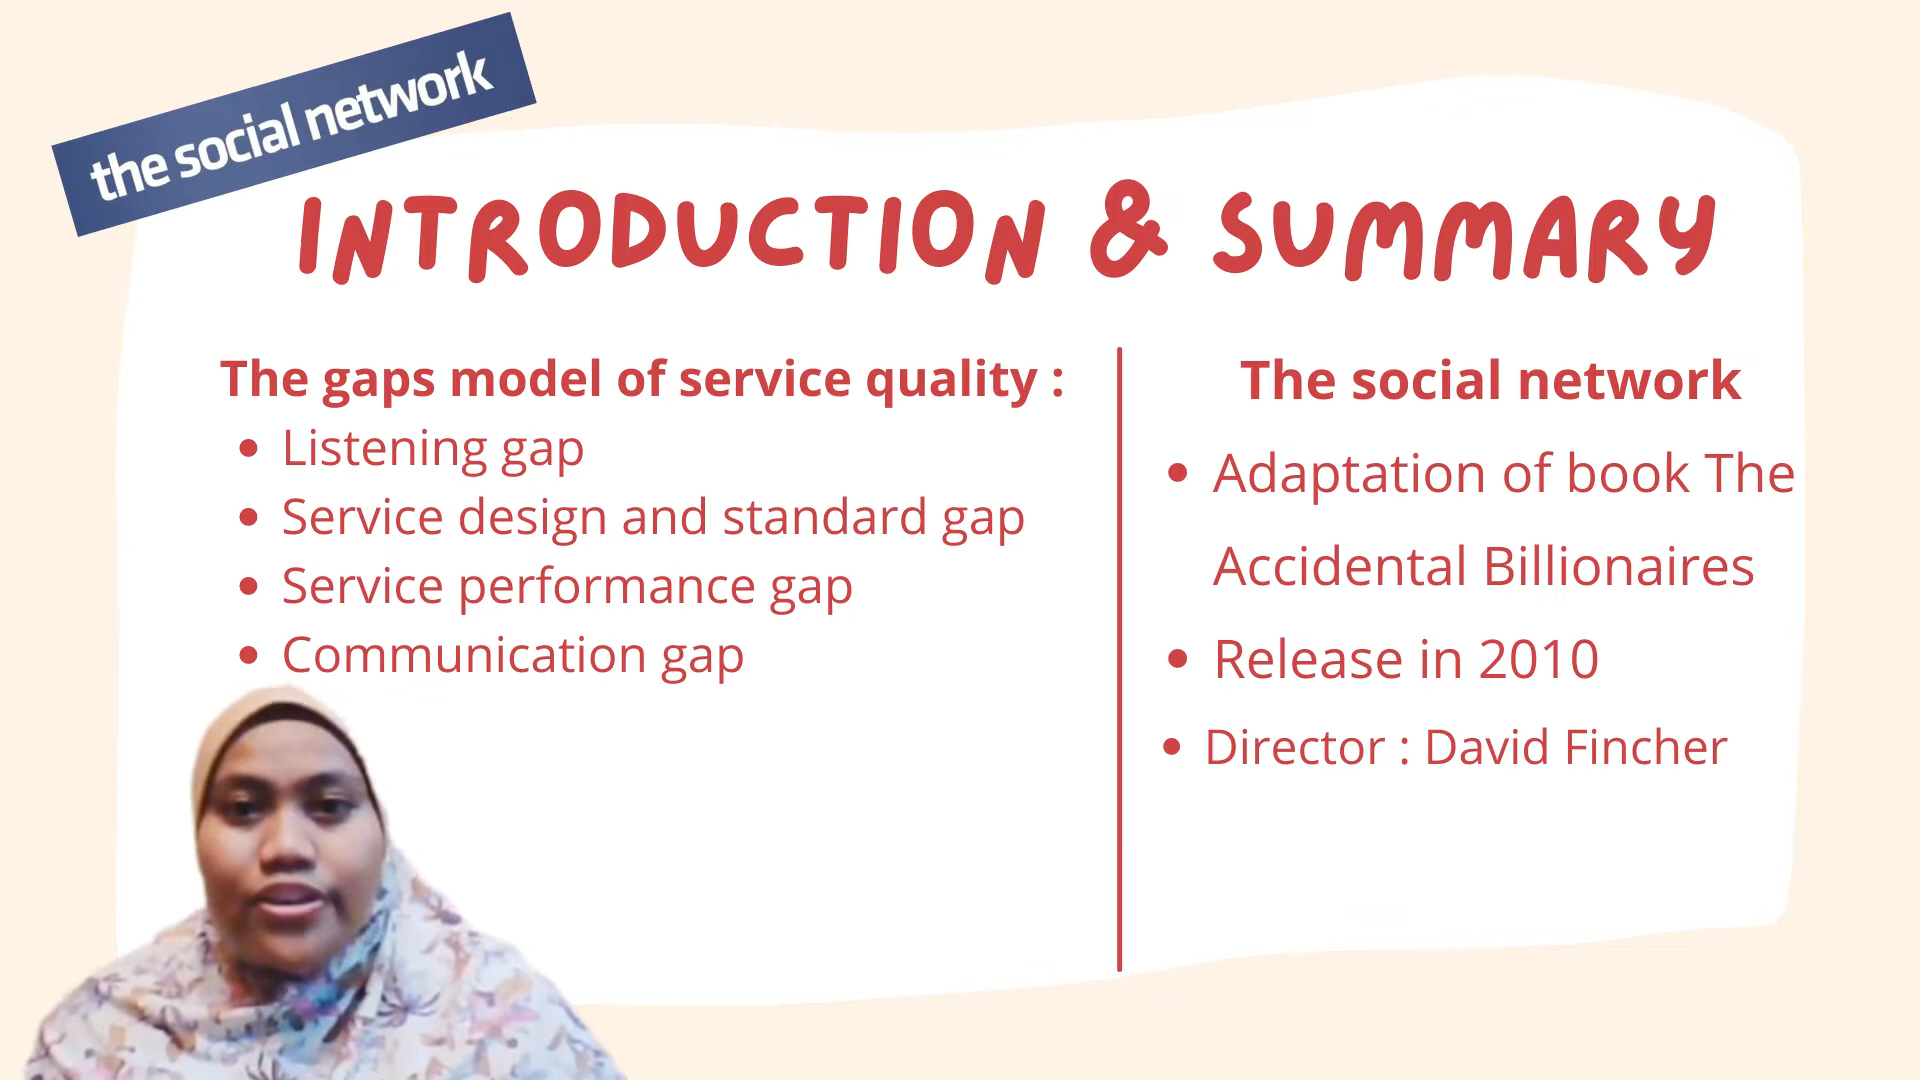 the social network
INTRODUCTION & SUMMARY
The gaps model of service quality :
• Listening gap
• Service design and standard gap
• Service performance gap
• Communication gap
The social network
• Adaptation of book The
Accidental Billionaires
• Release in 2010
• Director : David Fincher